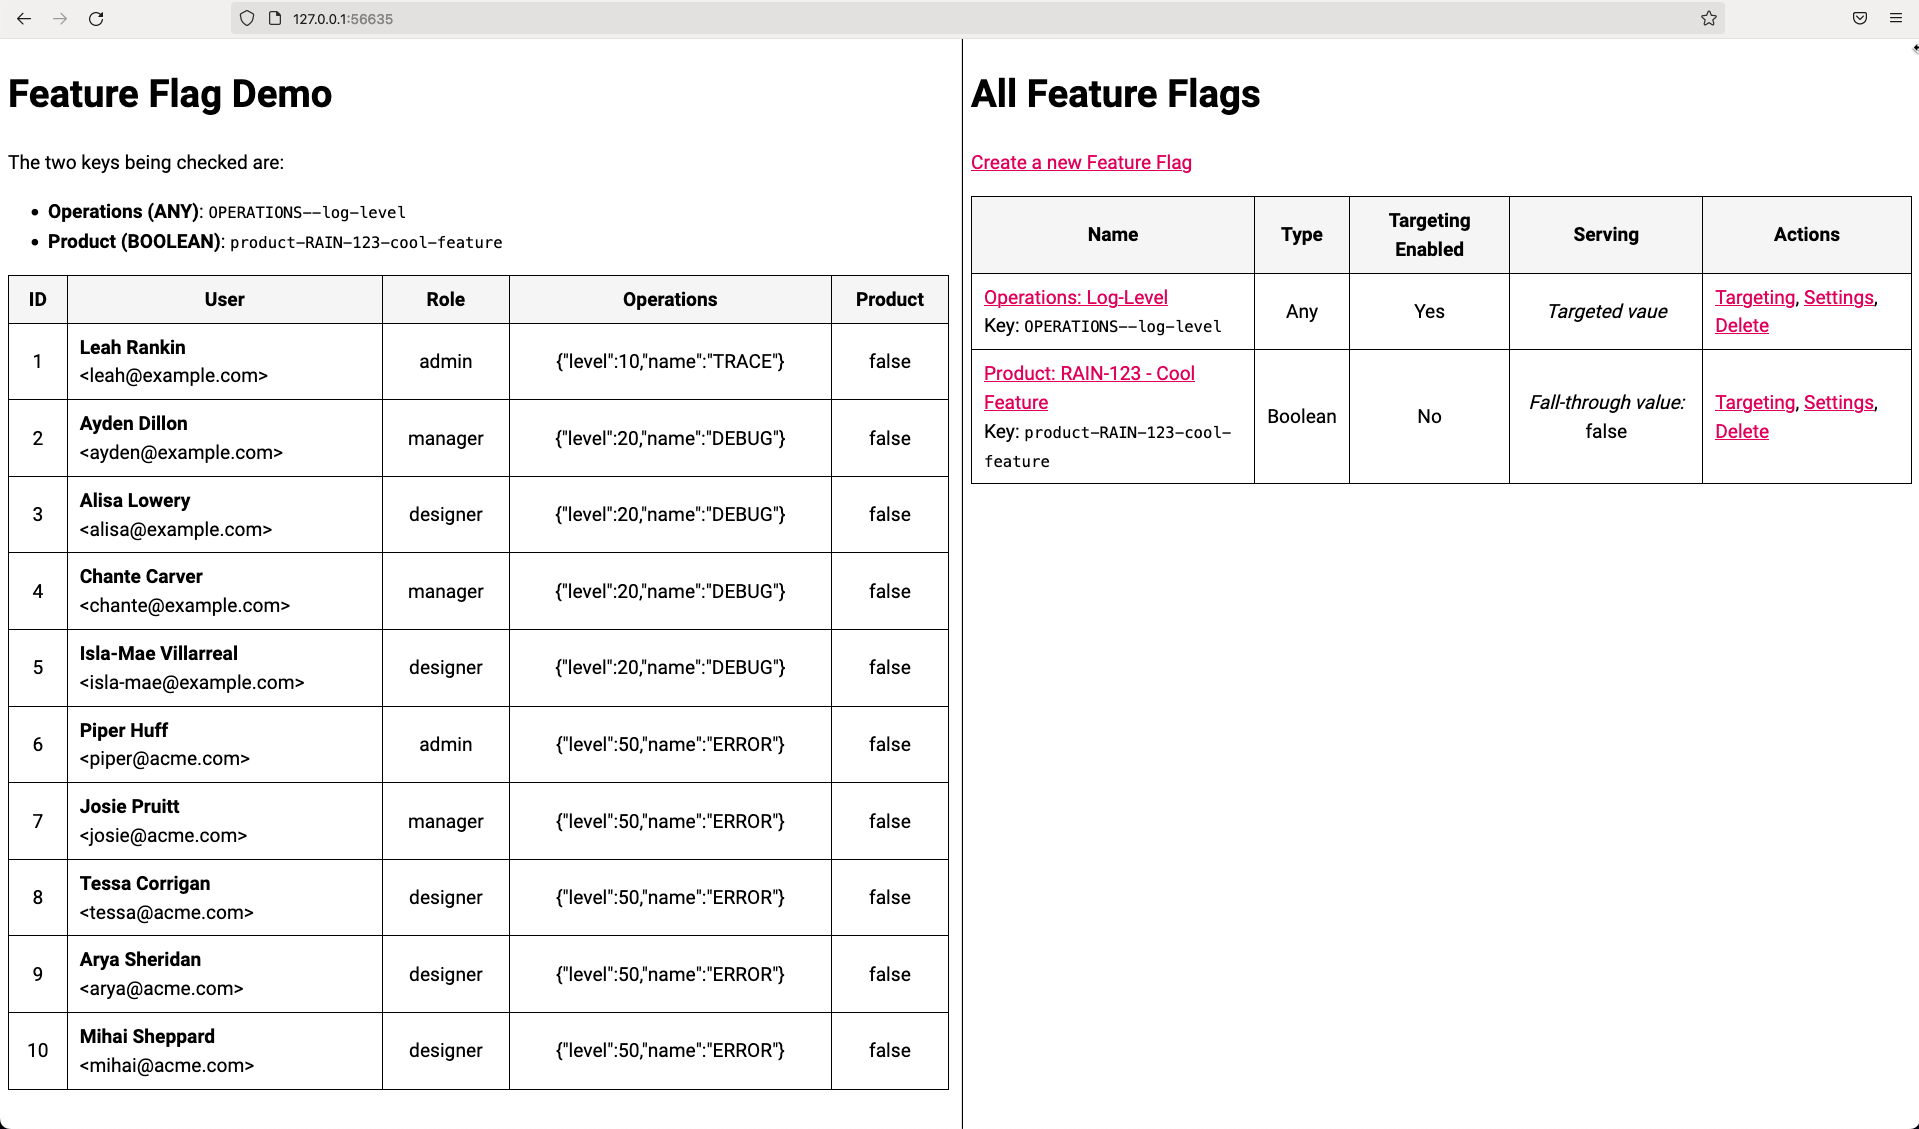 127.0.0.1:56635
Feature Flag Demo
The two keys being checked are:
• Operations (ANY): OPERATIONS--log-level
• Product (BOOLEAN): product-RAIN-123-cool-feature
ID User Role Operations Product
1 Leah Rankin <leah@example.com> admin {"level":10,"name":"TRACE"} false
2 Ayden Dillon <ayden@example.com> manager {"level":20,"name":"DEBUG"} false
3 Alisa Lowery <alisa@example.com> designer {"level":20,"name":"DEBUG"} false
4 Chante Carver <chante@example.com> manager {"level":20,"name":"DEBUG"} false
5 Isla-Mae Villarreal <isla-mae@example.com> designer {"level":20,"name":"DEBUG"} false
6 Piper Huff <piper@acme.com> admin {"level":50,"name":"ERROR"} false
7 Josie Pruitt <josie@acme.com> manager {"level":50,"name":"ERROR"} false
8 Tessa Corrigan <tessa@acme.com> designer {"level":50,"name":"ERROR"} false
9 Arya Sheridan <arya@acme.com> designer {"level":50,"name":"ERROR"} false
10 Mihai Sheppard <mihai@acme.com> designer {"level":50,"name":"ERROR"} false
All Feature Flags
Create a new Feature Flag
Name Type Targeting Enabled Serving Actions
Operations: Log-Level
Key: OPERATIONS--log-level
Any
Yes
Targeted vaue
Targeting, Settings,
Delete
Product: RAIN-123 - Cool
Feature
Key: product-RAIN-123-cool-
feature
Boolean
No
Fall-through value:
false
Targeting, Settings,
Delete